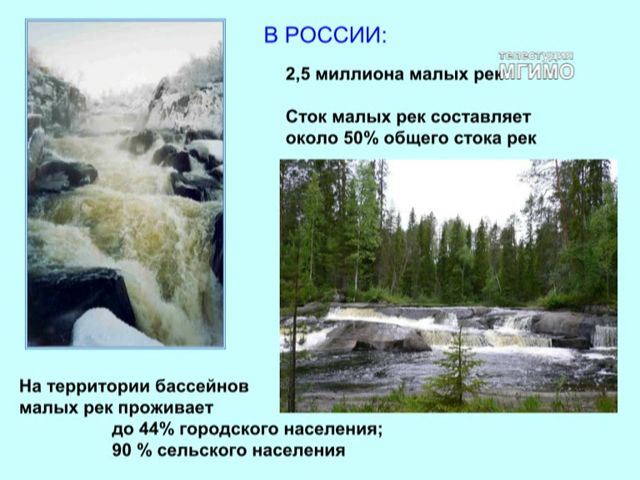 В РОССИИ:
телестудия
МГИМО
2,5 миллиона малых рек
Сток малых рек составляет
около 50% общего стока рек
На территории бассейнов
малых рек проживает
до 44% городского населения;
90 % сельского населения